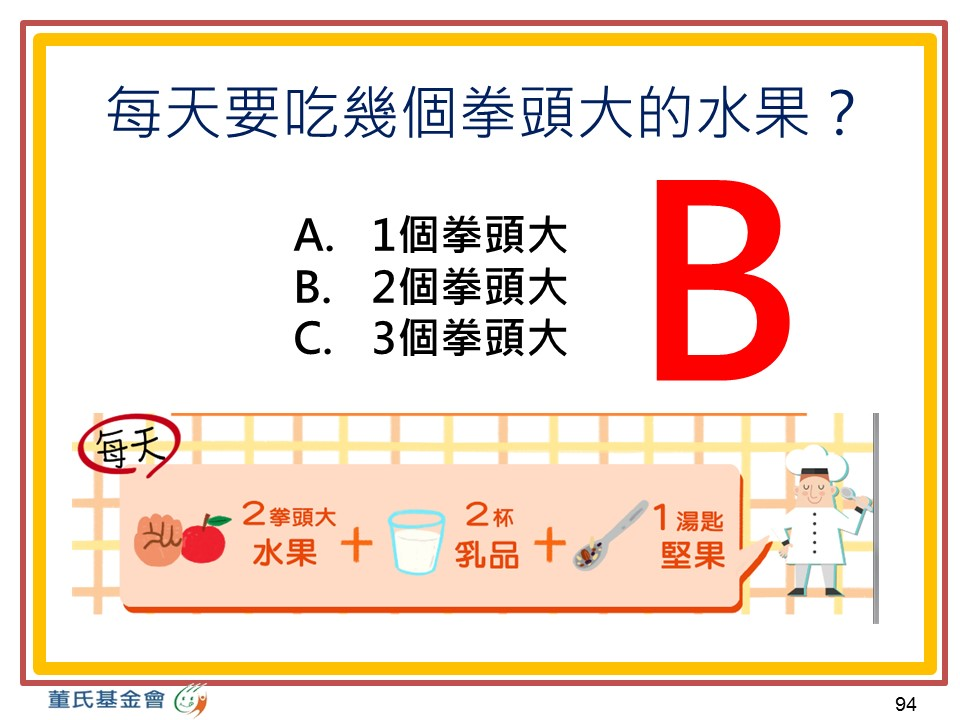 每天要吃幾個拳頭大的水果？
A. 1個拳頭大
B. 2個拳頭大
C. 3個拳頭大
B
每天
2拳頭大
水果
+
2杯
乳品
+
1湯匙
堅果
董氏基金會
94